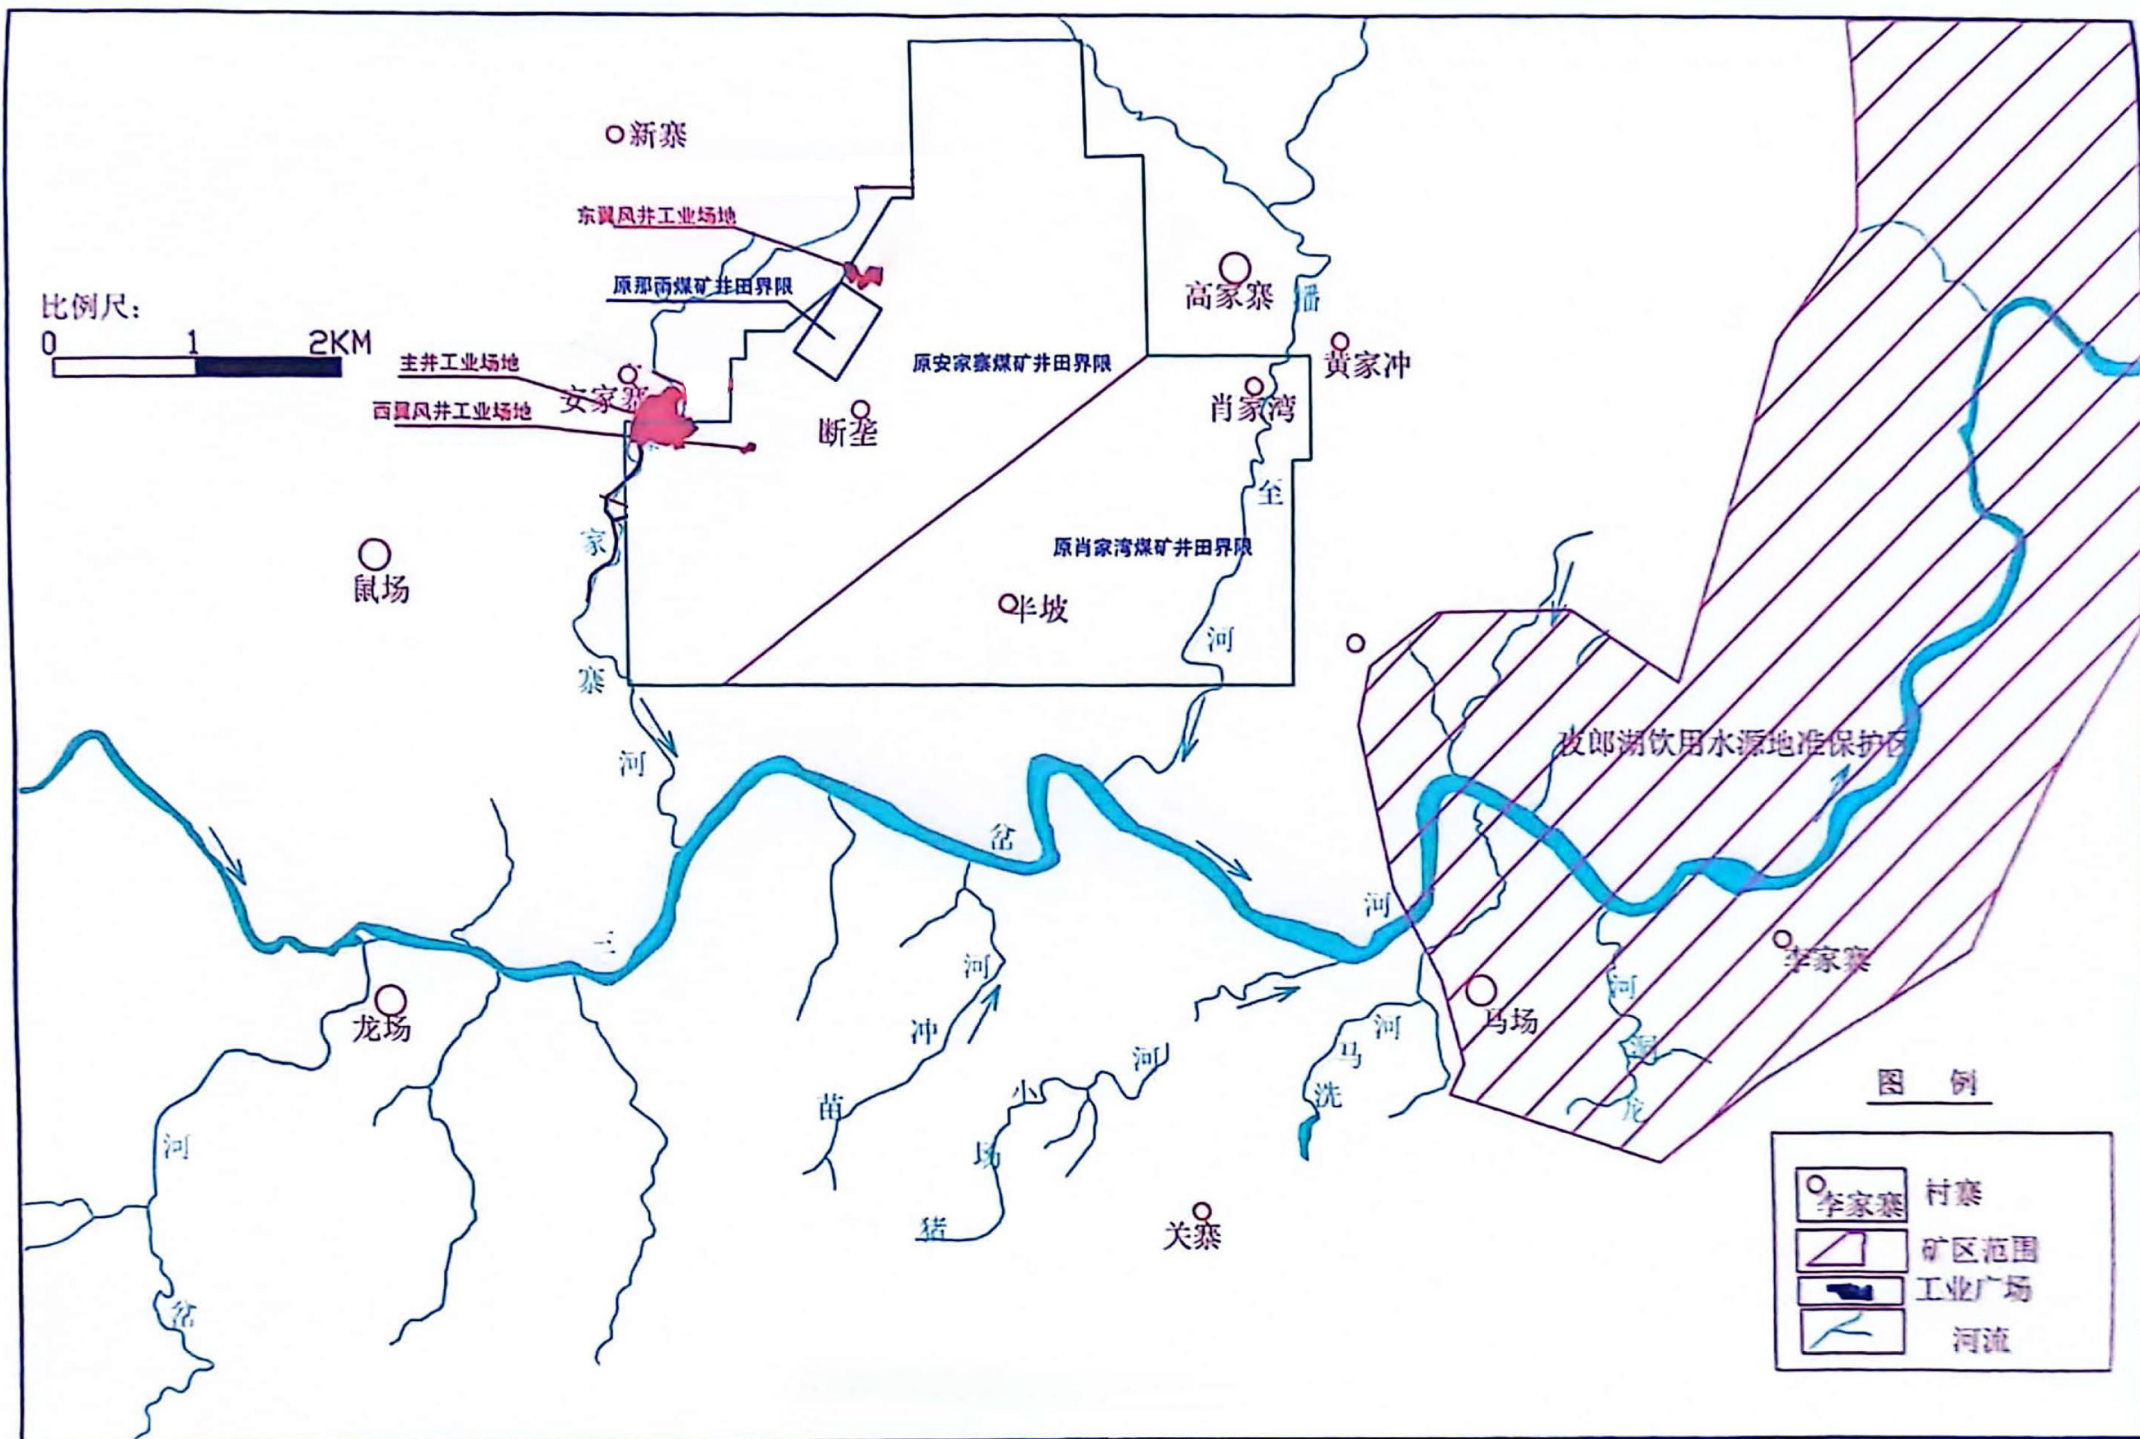 新寨
东翼风井工业场地
原那雨煤矿井田界限
高家寨
播
比例尺：
0 1 2KM
主井工业场地
安家寨
西翼风井工业场地
原安家寨煤矿井田界限
黄家冲
肖家湾
断垄
至
家
原肖家湾煤矿井田界限
鼠场
半坡
河
寨
河
夜郎湖饮用水源地准保护区
岔
河
三
李家寨
河
河
龙场
冲
河
马场
马
洞
河
小
苗
洗
龙
河
场
猪
关寨
岔
图 例
李家寨 村寨
矿区范围
工业广场
河流